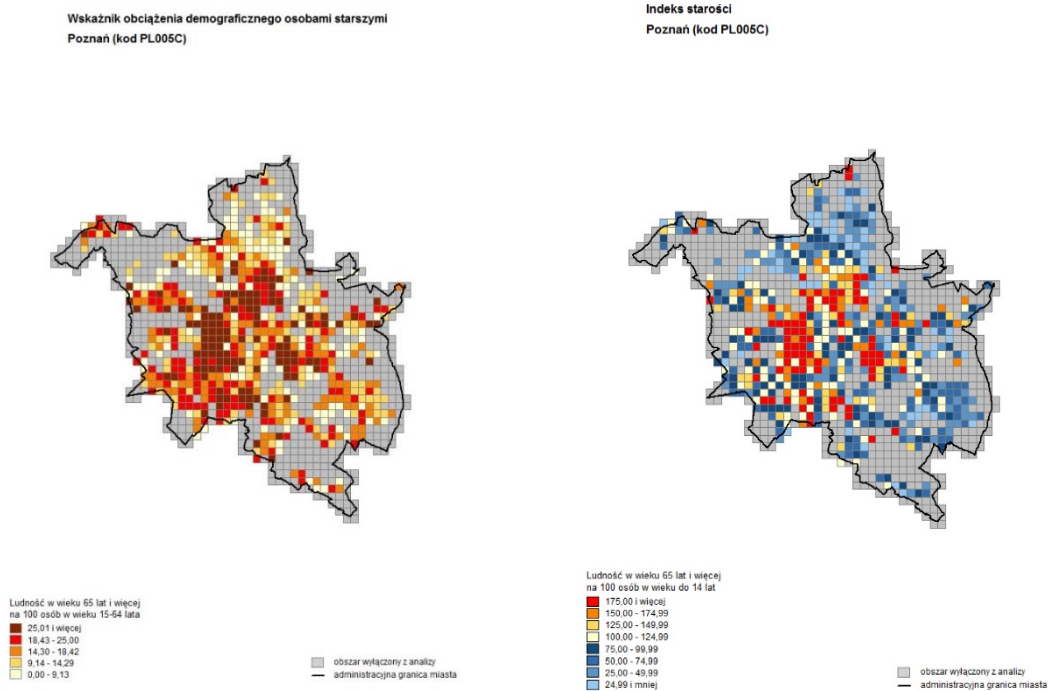 Wskaźnik obciążenia demograficznego osobami starszymi
Poznań (kod PL005C)
Ludność w wieku 65 lat i więcej
na 100 osób w wieku 15-64 lata
25,01 i więcej
18,43 - 25,00
14,30 - 18,42
9,14 - 14,29
0,00 - 9,13
obszar wyłączony z analizy
administracyjna granica miasta
Indeks starości
Poznań (kod PL005C)
Ludność w wieku 65 lat i więcej
na 100 osób w wieku do 14 lat
175,00 i więcej
150,00 - 174,99
125,00 - 149,99
100,00 - 124,99
75,00 - 99,99
50,00 - 74,99
25,00 - 49,99
24,99 i mniej
obszar wyłączony z analizy
administracyjna granica miasta